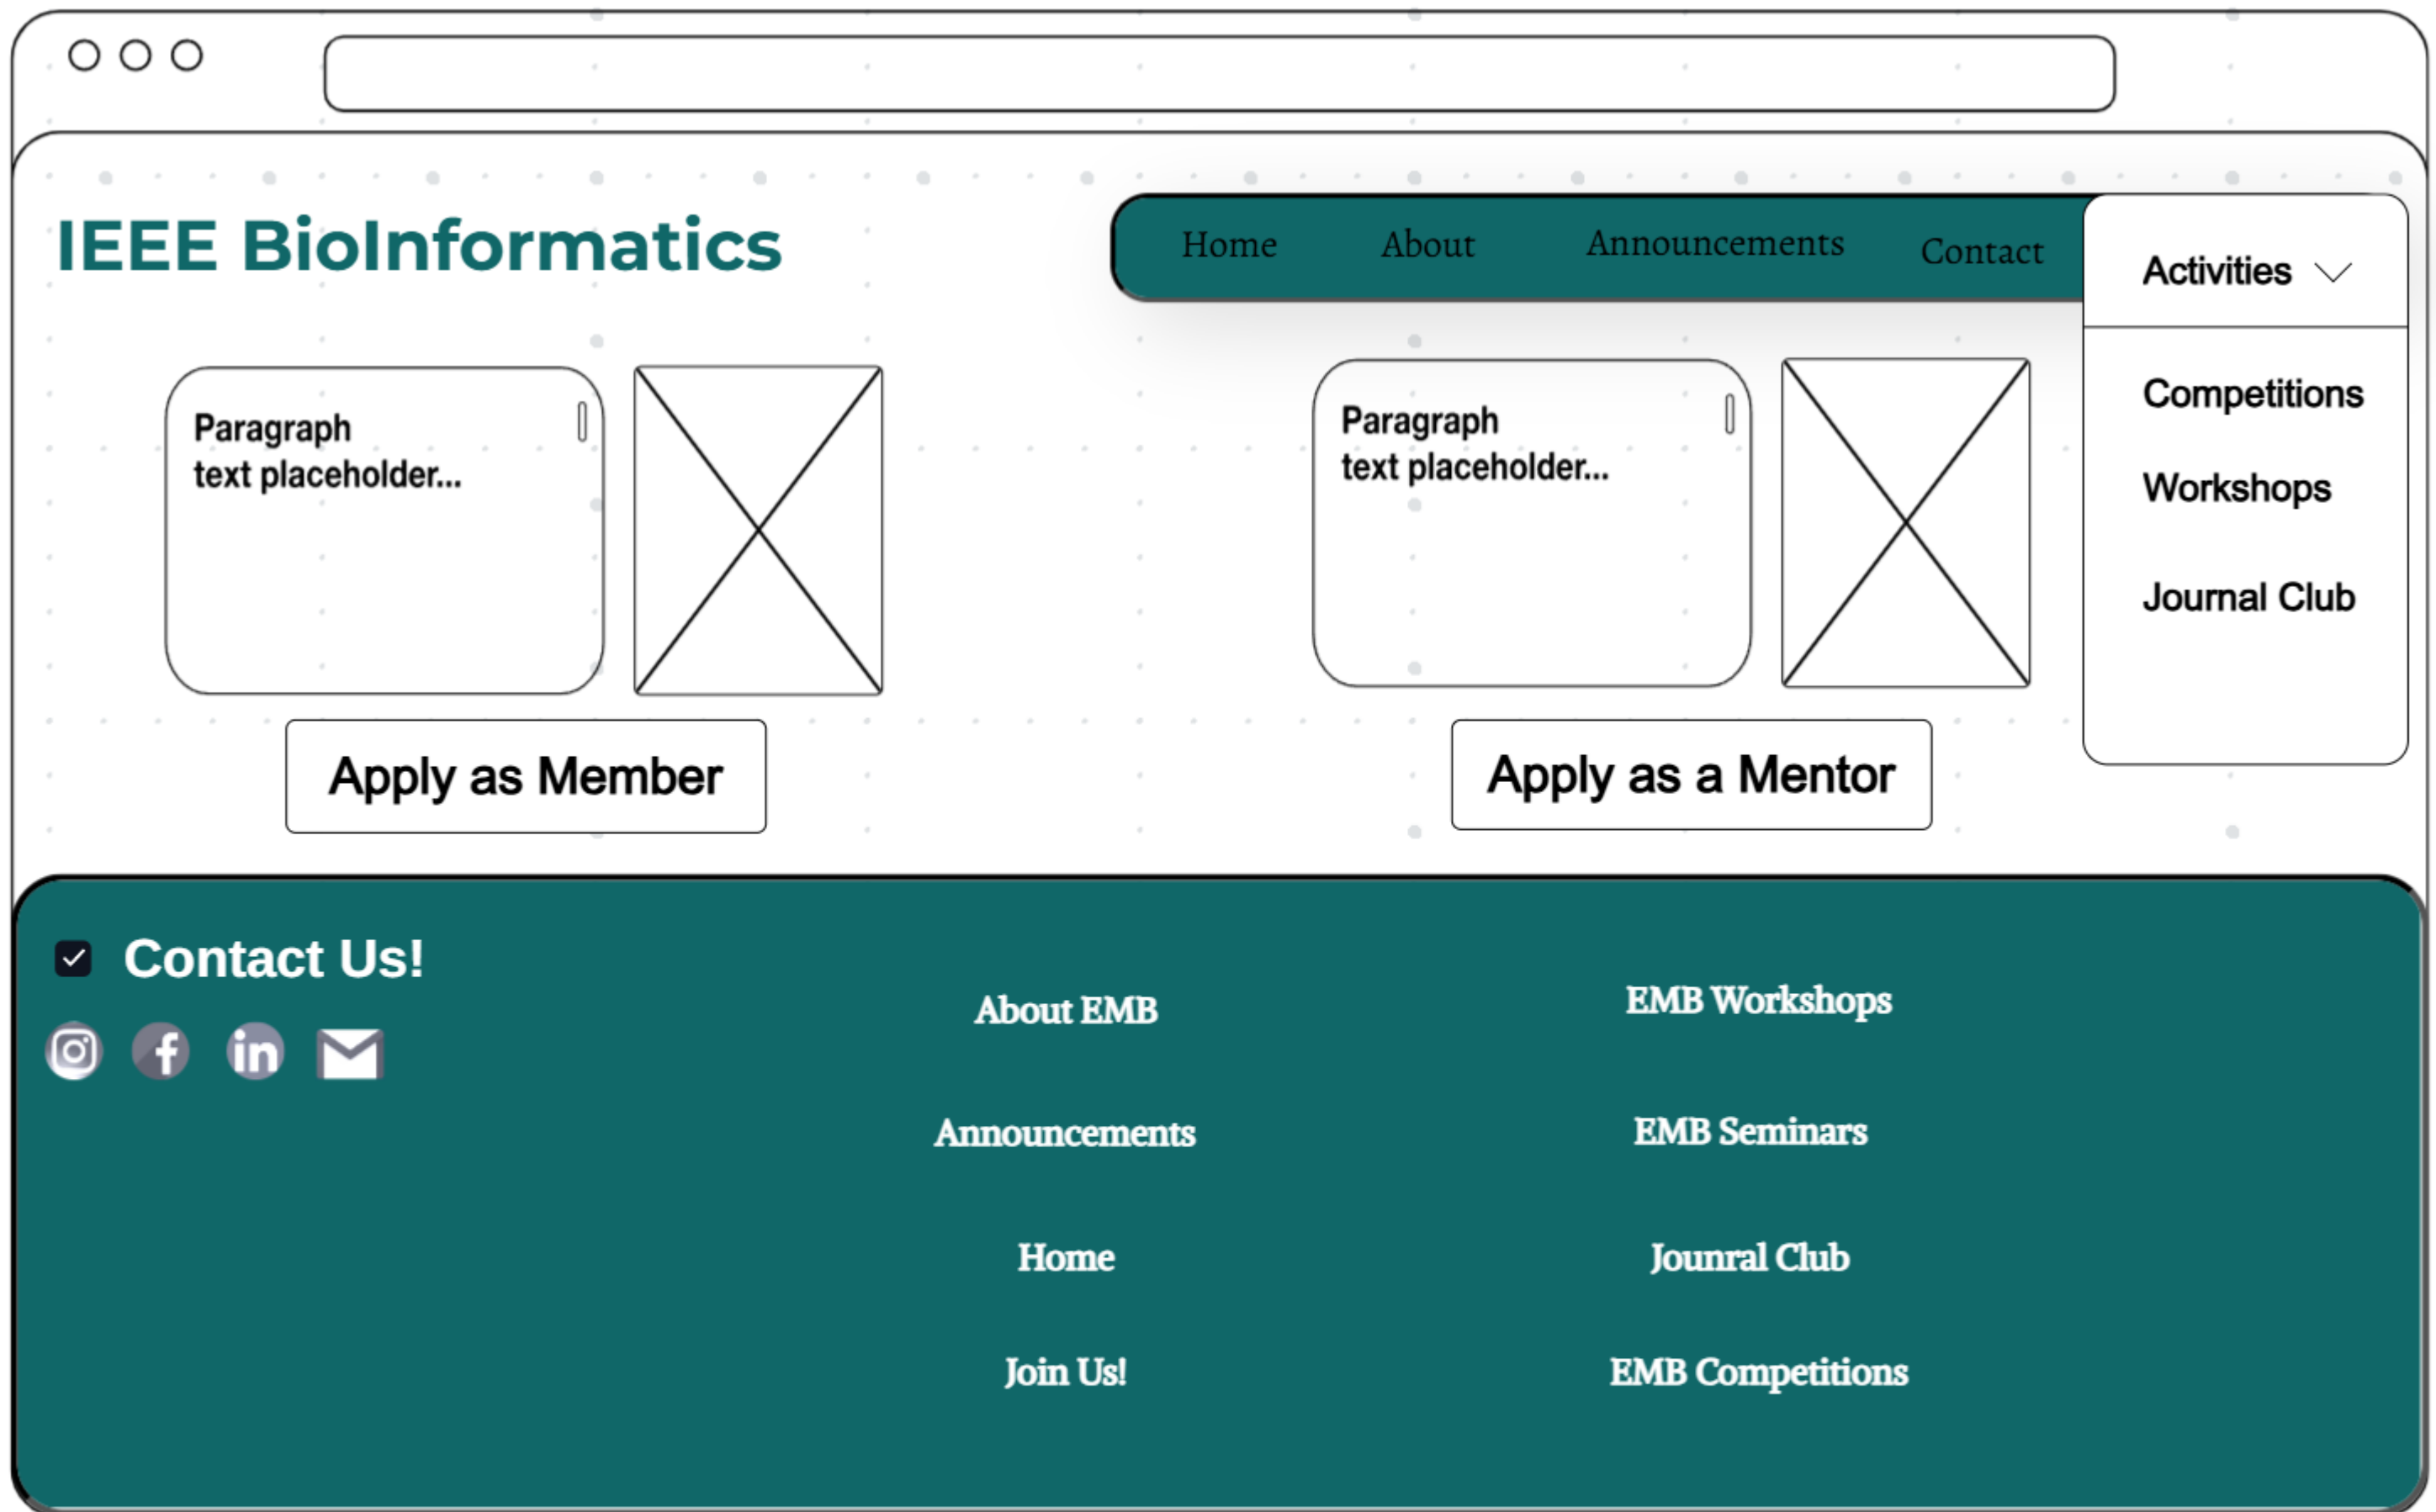 IEEE BioInformatics
Home
About
Announcements
Contact
Activities
Competitions
Workshops
Journal Club
Paragraph
text placeholder...
Apply as Member
Paragraph
text placeholder...
Apply as a Mentor
Contact Us!
About EMB
Announcements
Home
Join Us!
EMB Workshops
EMB Seminars
Jounral Club
EMB Competitions